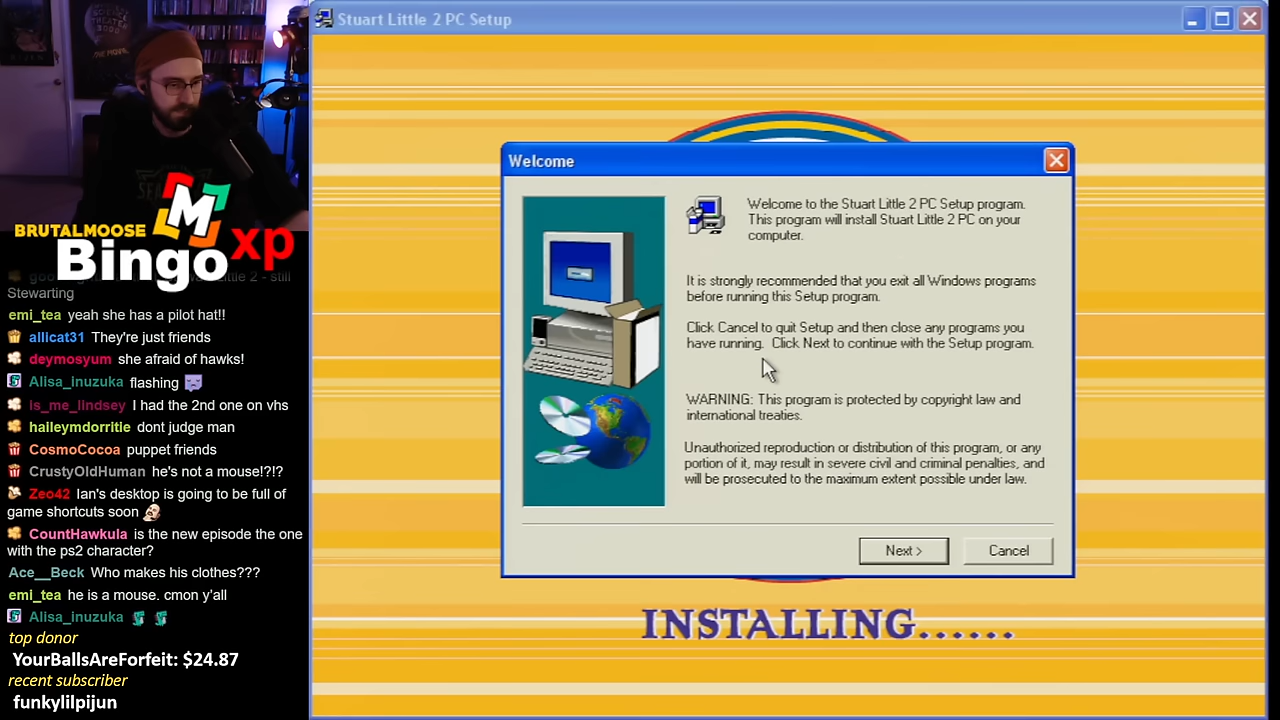 Stuart Little 2 PC Setup
Welcome
Welcome to the Stuart Little 2 PC Setup program.
This program will install Stuart Little 2 PC on your
computer.
It is strongly recommended that you exit all Windows programs
before running this Setup program.
Click Cancel to quit Setup and then close any programs you
have running. Click Next to continue with the Setup program.
WARNING: This program is protected by copyright law and
international treaties.
Unauthorized reproduction or distribution of this program, or any
portion of it, may result in severe civil and criminal penalties, and
will be prosecuted to the maximum extent possible under law.
Next >
Cancel
INSTALLING......
BRUTALMOOSE
M
Bingo xp
Little 2 - still
Stewarting
emi_tea yeah she has a pilot hat!!
allicat31 They're just friends
deymosyum she afraid of hawks!
Alisa_inuzuka flashing
Is_me_lindsey I had the 2nd one on vhs
haileymdorritie dont judge man
CosmoCocoa puppet friends
CrustyOldHuman he's not a mouse!?!?
Zeo42 Ian's desktop is going to be full of
game shortcuts soon
CountHawkula is the new episode the one
with the ps2 character?
Ace__Beck Who makes his clothes???
emi_tea he is a mouse. cmon y'all
Alisa_inuzuka
top donor
YourBallsAreForfeit: $24.87
recent subscriber
funkylilpijun